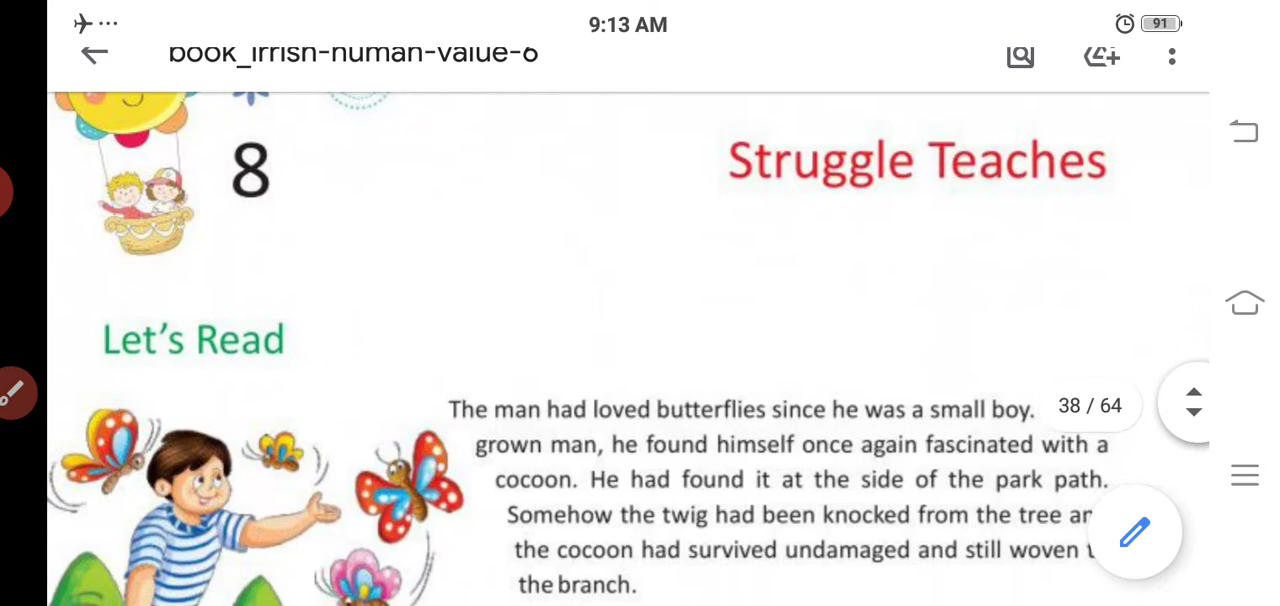 9:13 AM
91
book_irrish-human-value-6
8
Struggle Teaches
Let's Read
The man had loved butterflies since he was a small boy.
38 / 64
grown man, he found himself once again fascinated with a
cocoon. He had found it at the side of the park path.
Somehow the twig had been knocked from the tree
the cocoon had survived undamaged and still woven
the branch.